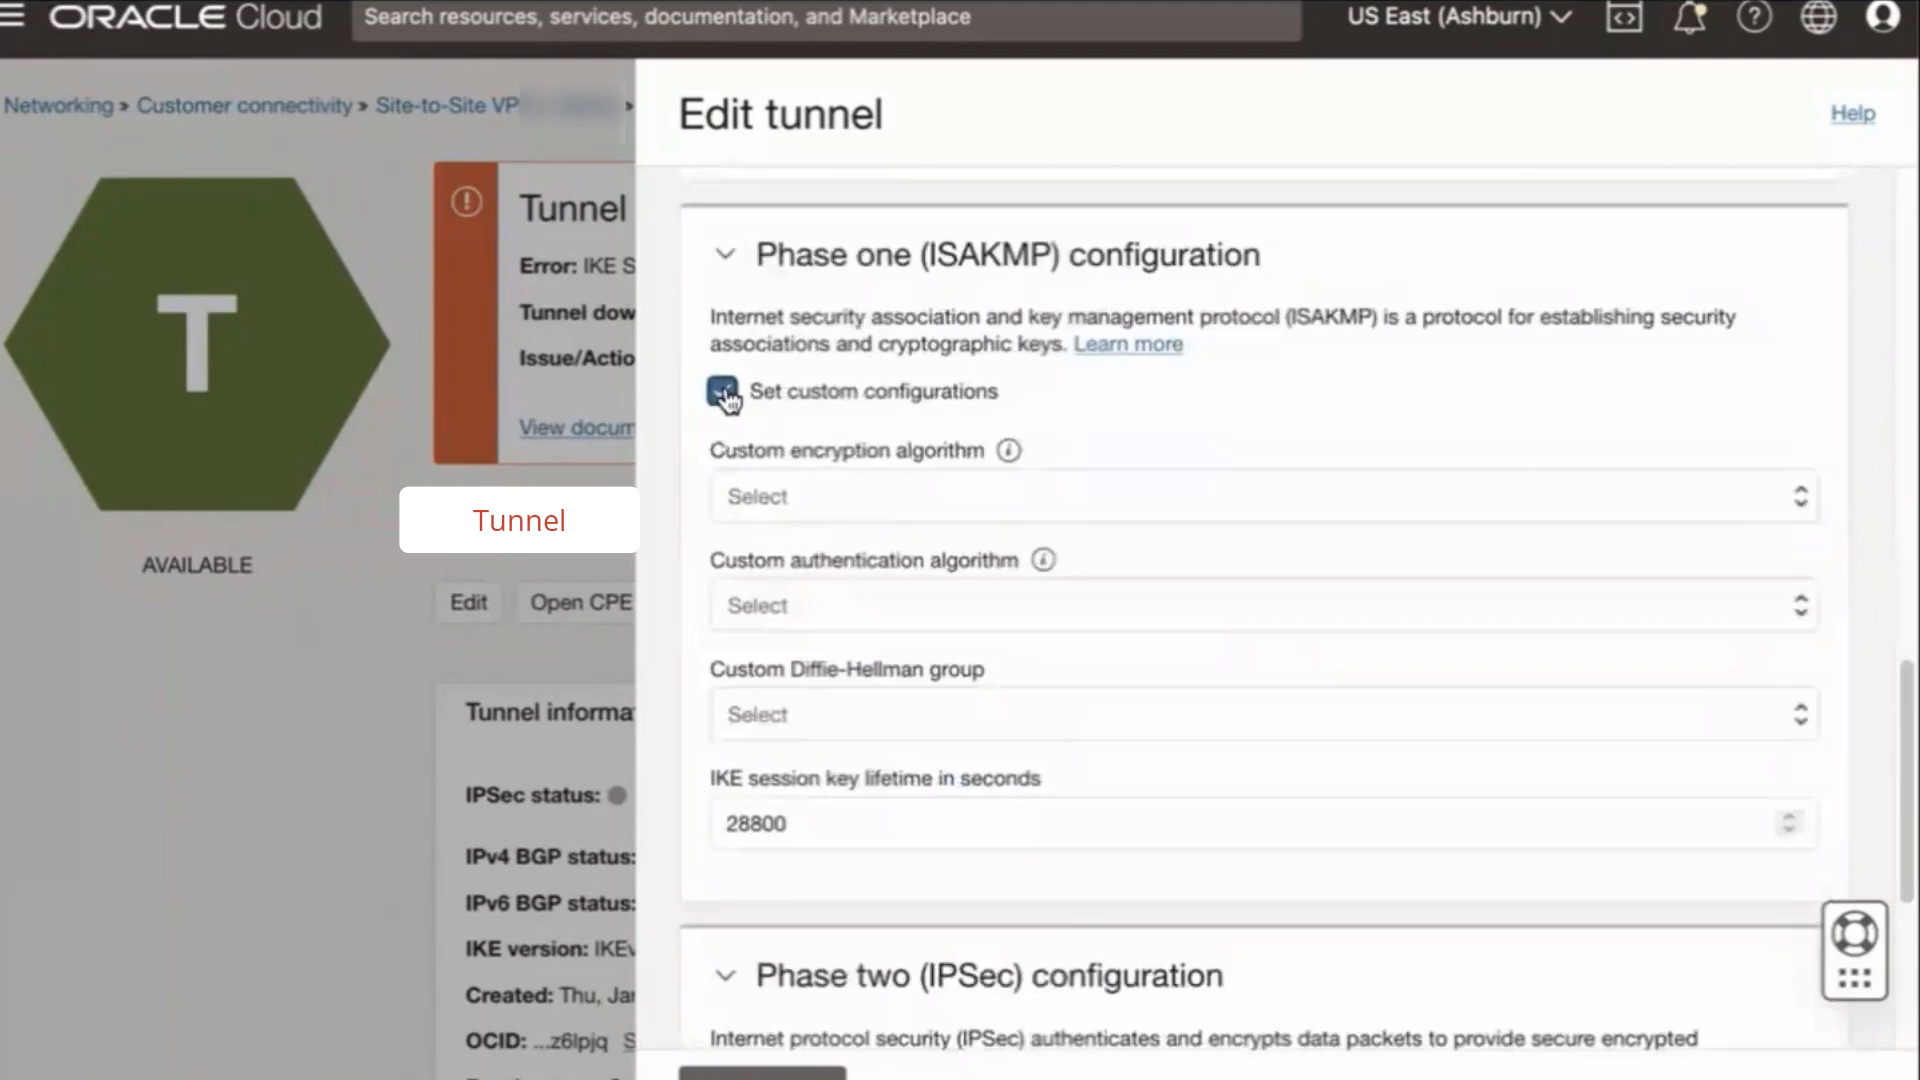 ORACLE Cloud
Search resources, services, documentation, and Marketplace
US East (Ashburn)
Networking » Customer connectivity » Site-to-Site VP
»
T
AVAILABLE
Tunnel
Error: IKE S
Tunnel dow
Issue/Actio
View docum
Tunnel
Edit
Open CPE
Tunnel informa
IPSec status:
IPv4 BGP status:
IPv6 BGP status:
IKE version: IKEv
Created: Thu, Jan
OCID: ...z6lpjq S
Edit tunnel
Help
Phase one (ISAKMP) configuration
Internet security association and key management protocol (ISAKMP) is a protocol for establishing security
associations and cryptographic keys. Learn more
Set custom configurations
Custom encryption algorithm
Select
Custom authentication algorithm
Select
Custom Diffie-Hellman group
Select
IKE session key lifetime in seconds
28800
Phase two (IPSec) configuration
Internet protocol security (IPSec) authenticates and encrypts data packets to provide secure encrypted